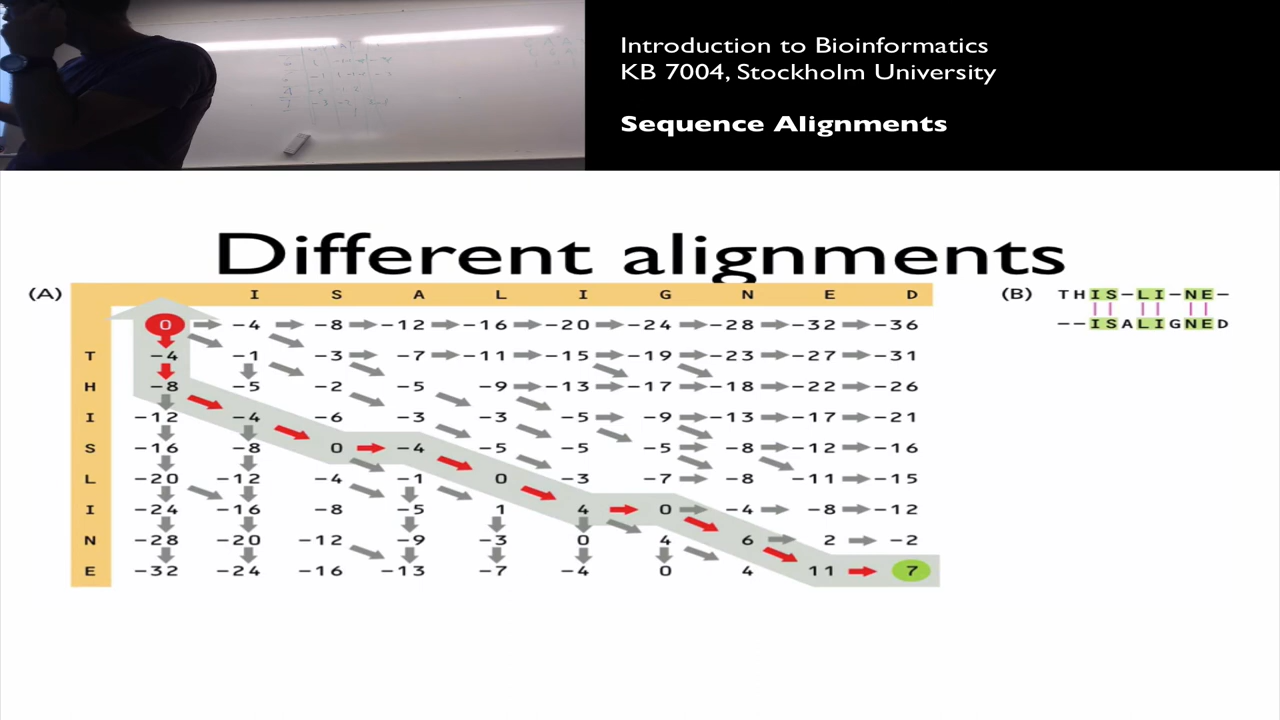 Introduction to Bioinformatics
KB 7004, Stockholm University
Sequence Alignments
Different alignments
(A) I S A L I G N E D
0 -4 -8 -12 -16 -20 -24 -28 -32 -36
T -4 -1 -3 -7 -11 -15 -19 -23 -27 -31
H -8 -5 -2 -5 -9 -13 -17 -18 -22 -26
I -12 -4 -6 -3 -3 -5 -9 -13 -17 -21
S -16 -8 0 -4 -5 -5 -5 -8 -12 -16
L -20 -12 -4 -1 0 -3 -7 -8 -11 -15
I -24 -16 -8 -5 1 4 0 -4 -8 -12
N -28 -20 -12 -9 -3 0 4 6 2 -2
E -32 -24 -16 -13 -7 -4 0 4 11 7
(B) THIS-LI-NE-
--ISALIGNED